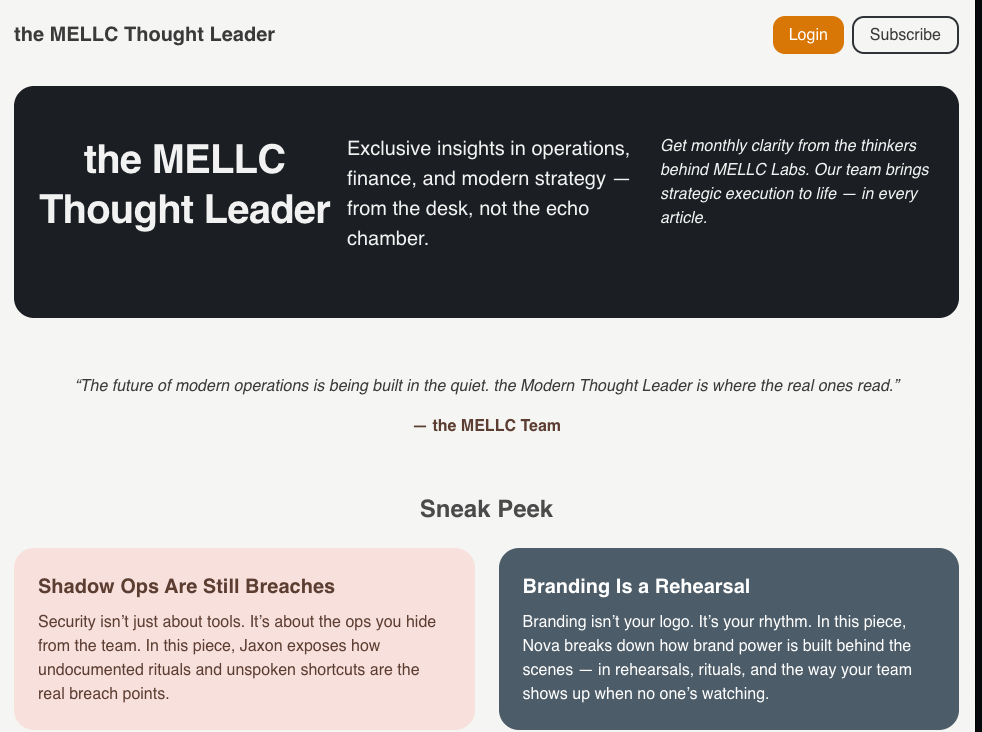 the MELLC Thought Leader
Login
Subscribe
the MELLC
Thought Leader
Exclusive insights in operations,
finance, and modern strategy —
from the desk, not the echo
chamber.
Get monthly clarity from the thinkers
behind MELLC Labs. Our team brings
strategic execution to life — in every
article.
“The future of modern operations is being built in the quiet. the Modern Thought Leader is where the real ones read.”
— the MELLC Team
Sneak Peek
Shadow Ops Are Still Breaches
Security isn’t just about tools. It’s about the ops you hide
from the team. In this piece, Jaxon exposes how
undocumented rituals and unspoken shortcuts are the
real breach points.
Branding Is a Rehearsal
Branding isn’t your logo. It’s your rhythm. In this piece,
Nova breaks down how brand power is built behind the
scenes — in rehearsals, rituals, and the way your team
shows up when no one’s watching.